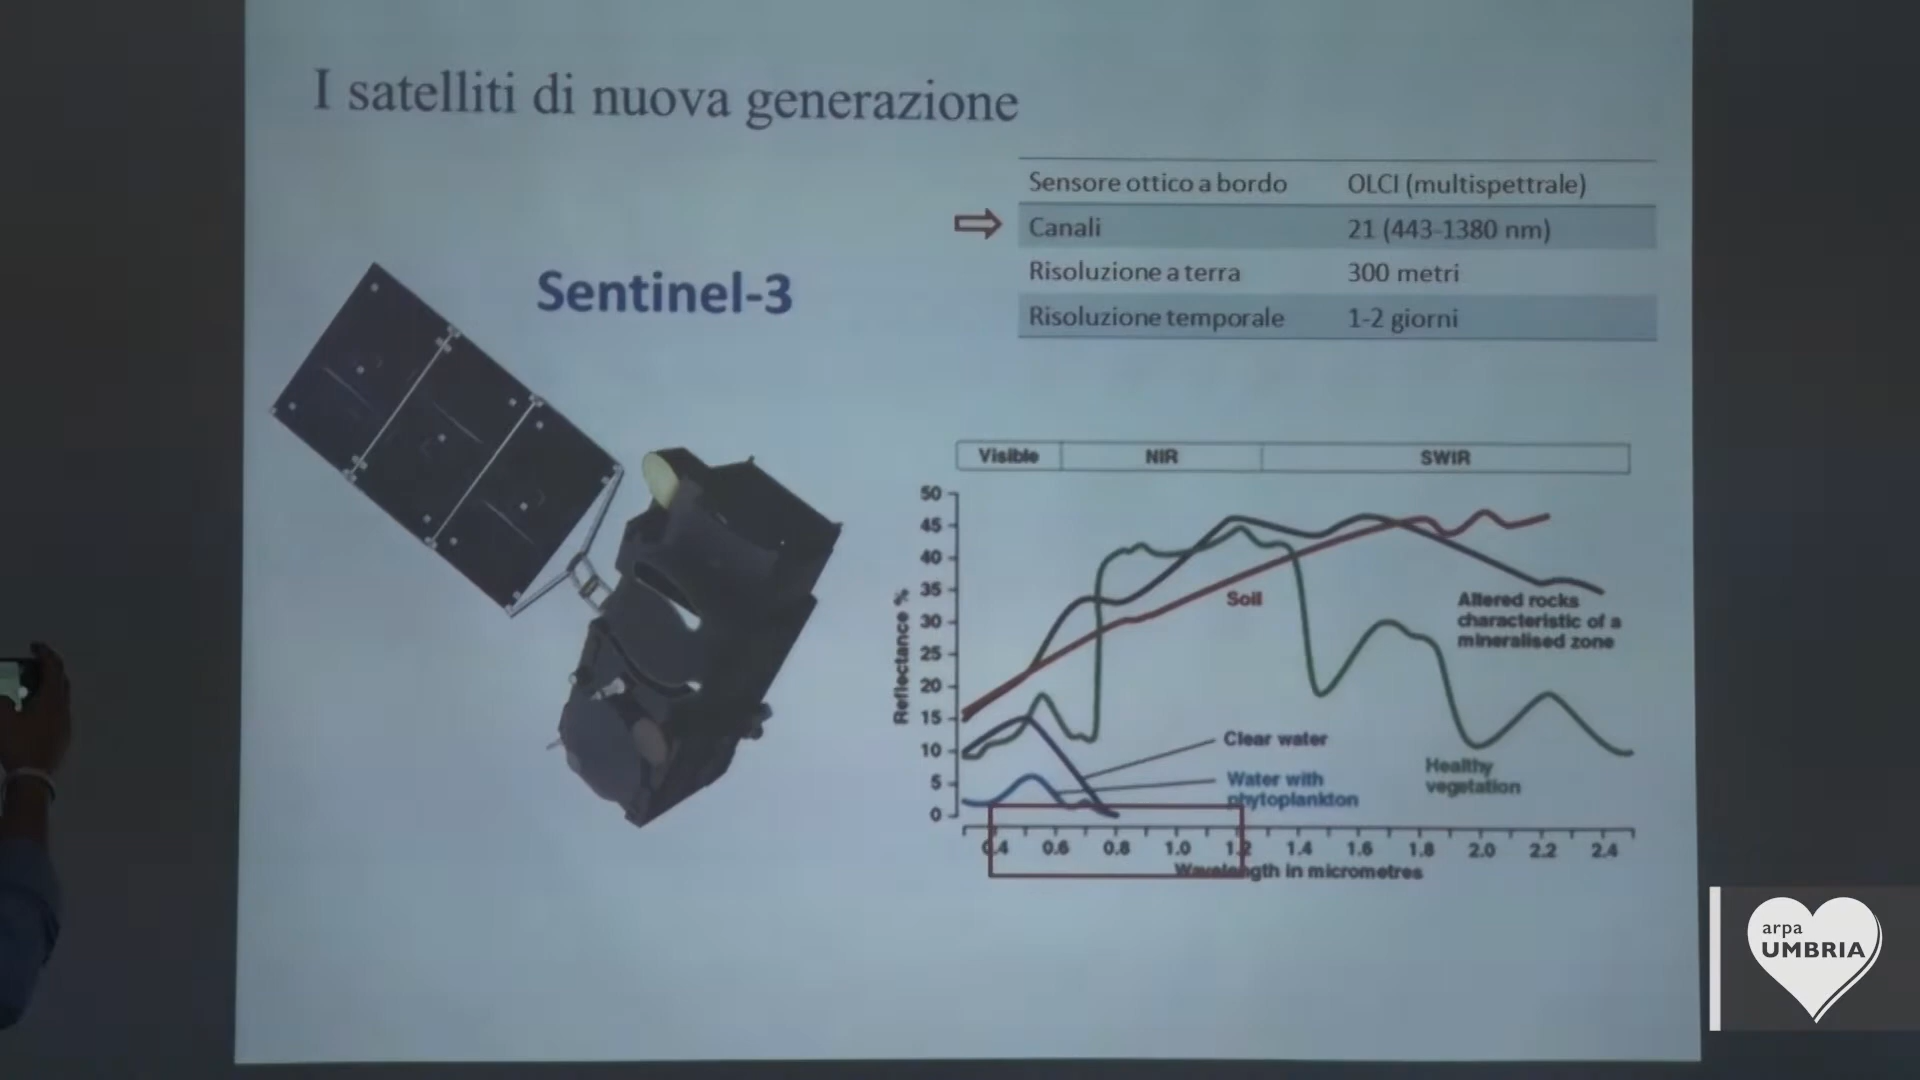 I satelliti di nuova generazione
Sensore ottico a bordo OLCI (multispettrale)
Canali 21 (443-1380 nm)
Risoluzione a terra 300 metri
Risoluzione temporale 1-2 giorni
Sentinel-3
Visible NIR SWIR
50
45
40
35
30
25
20
15
10
5
0
Reflectance %
Soil
Altered rocks
characteristic of a
mineralised zone
Clear water
Water with
phytoplankton
Healthy
vegetation
0.4 0.6 0.8 1.0 1.2 1.4 1.6 1.8 2.0 2.2 2.4
Wavelength in micrometres
arpa
UMBRIA